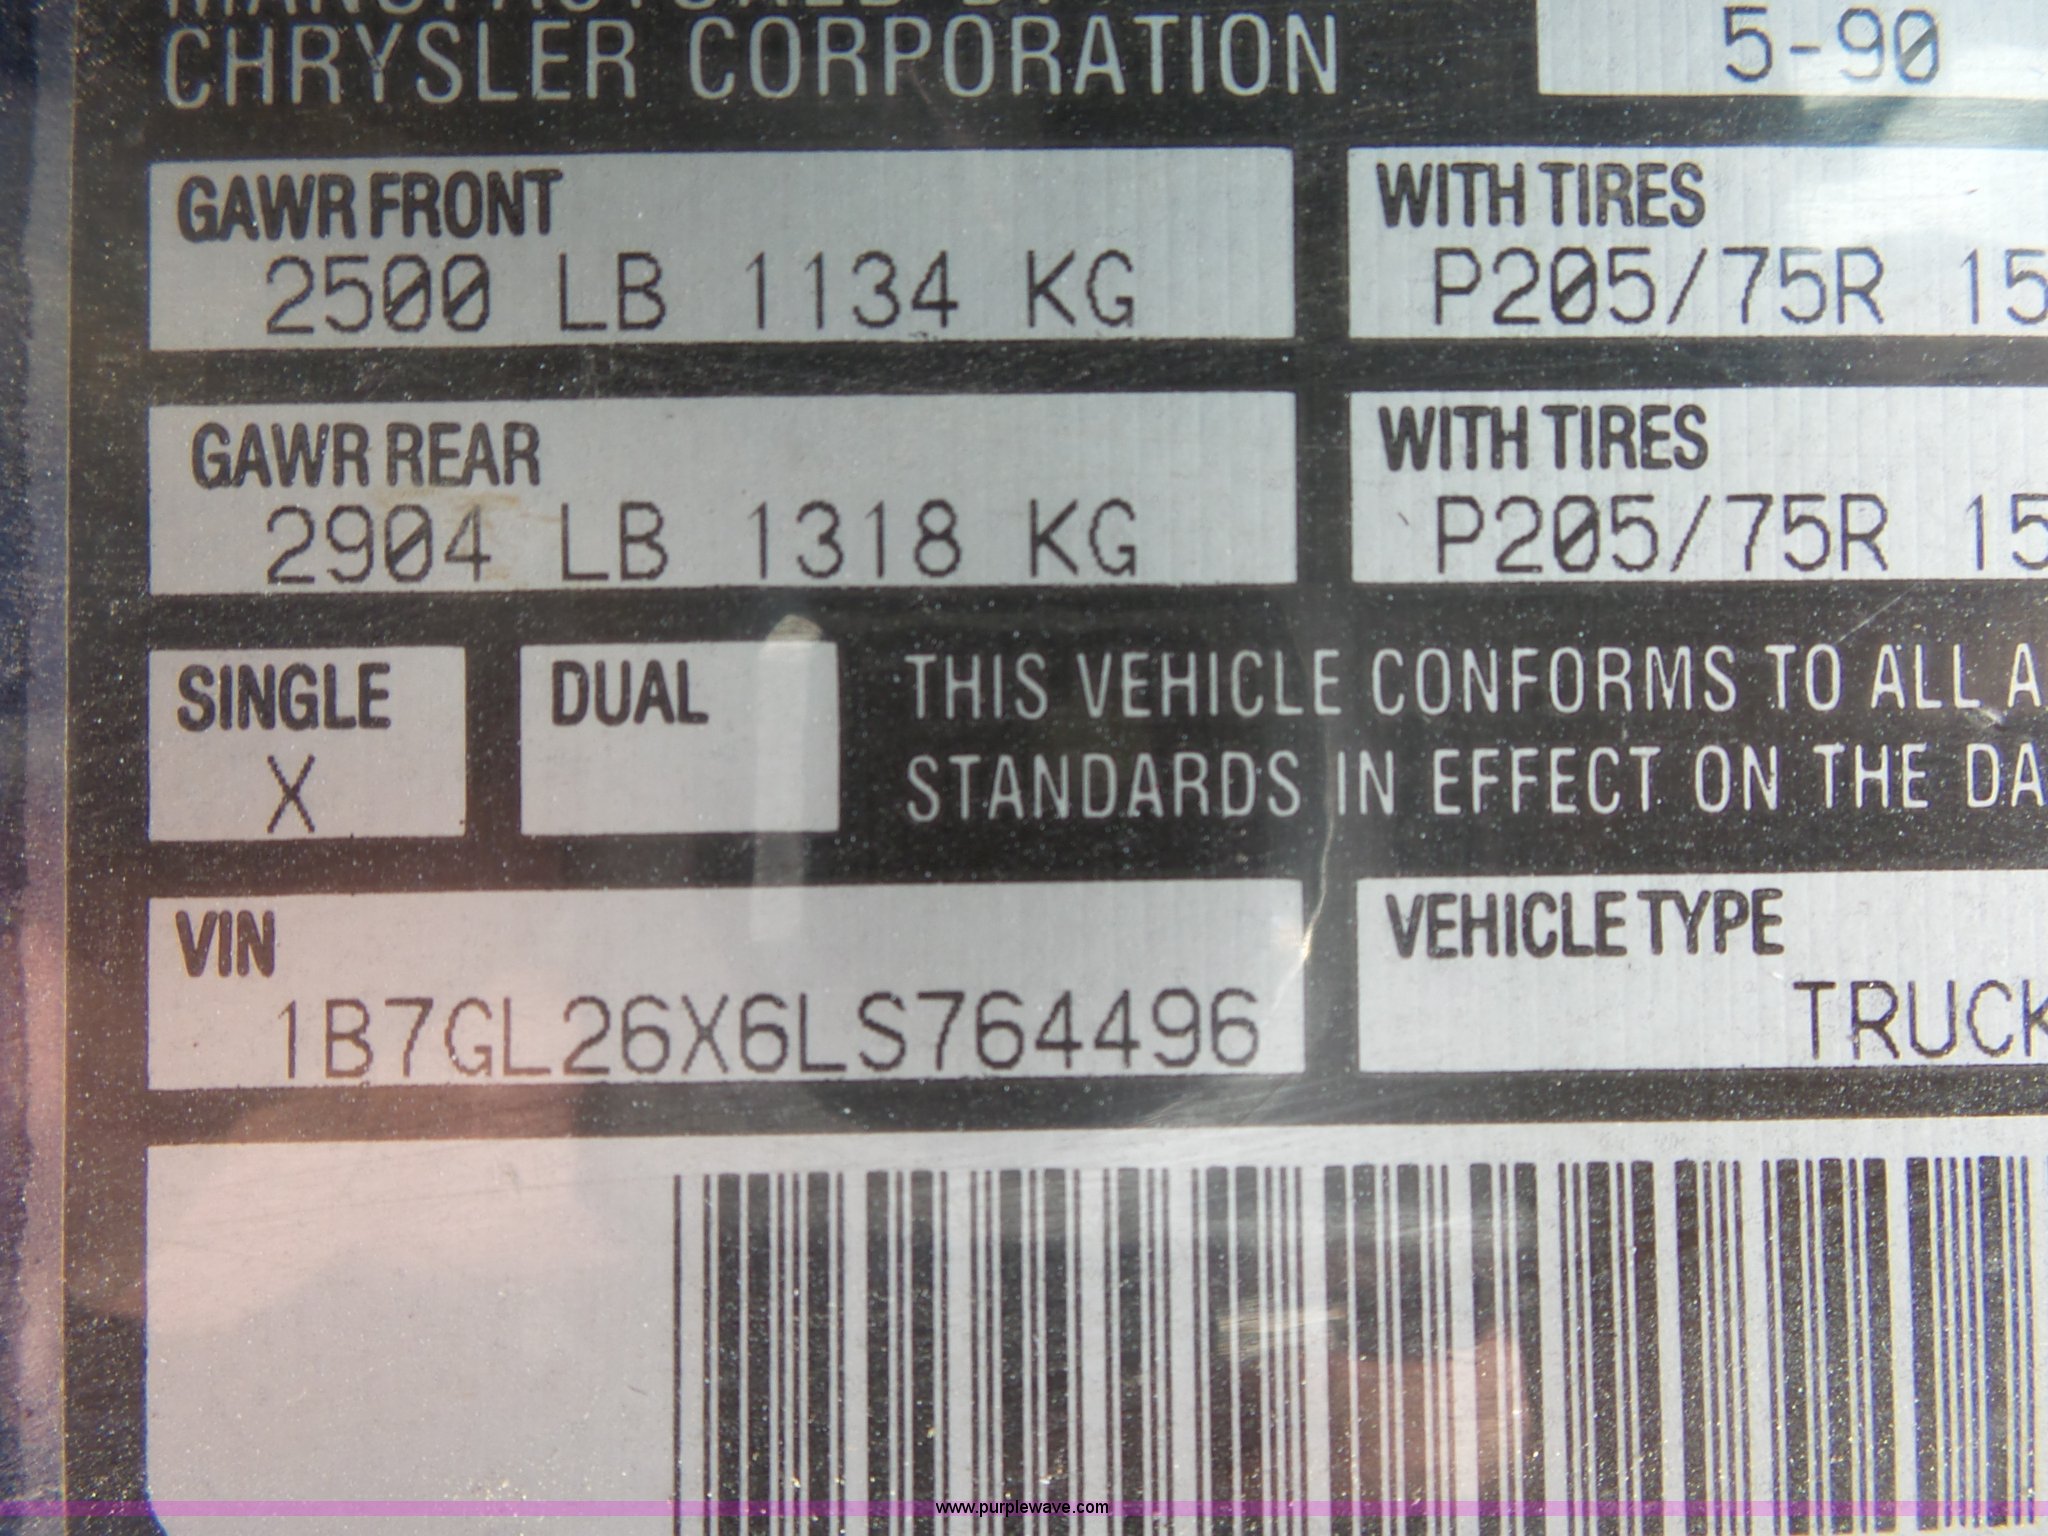 MANUFACTURED BY
CHRYSLER CORPORATION
5-90
GAWR FRONT
2500 LB 1134 KG
WITH TIRES
P205/75R 15
GAWR REAR
2904 LB 1318 KG
WITH TIRES
P205/75R 15
SINGLE
X
DUAL
THIS VEHICLE CONFORMS TO ALL A
STANDARDS IN EFFECT ON THE DA
VIN
1B7GL26X6LS764496
VEHICLE TYPE
TRUCK
www.purplewave.com